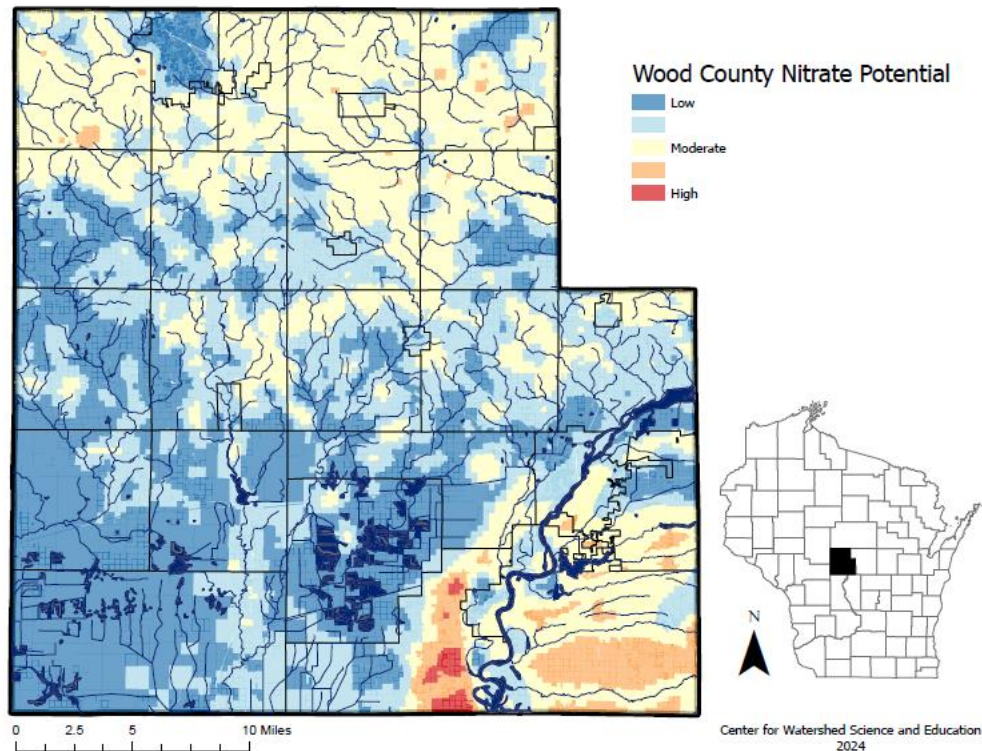 Wood County Nitrate Potential
Low
Moderate
High
N
0 2.5 5 10 Miles
Center for Watershed Science and Education
2024